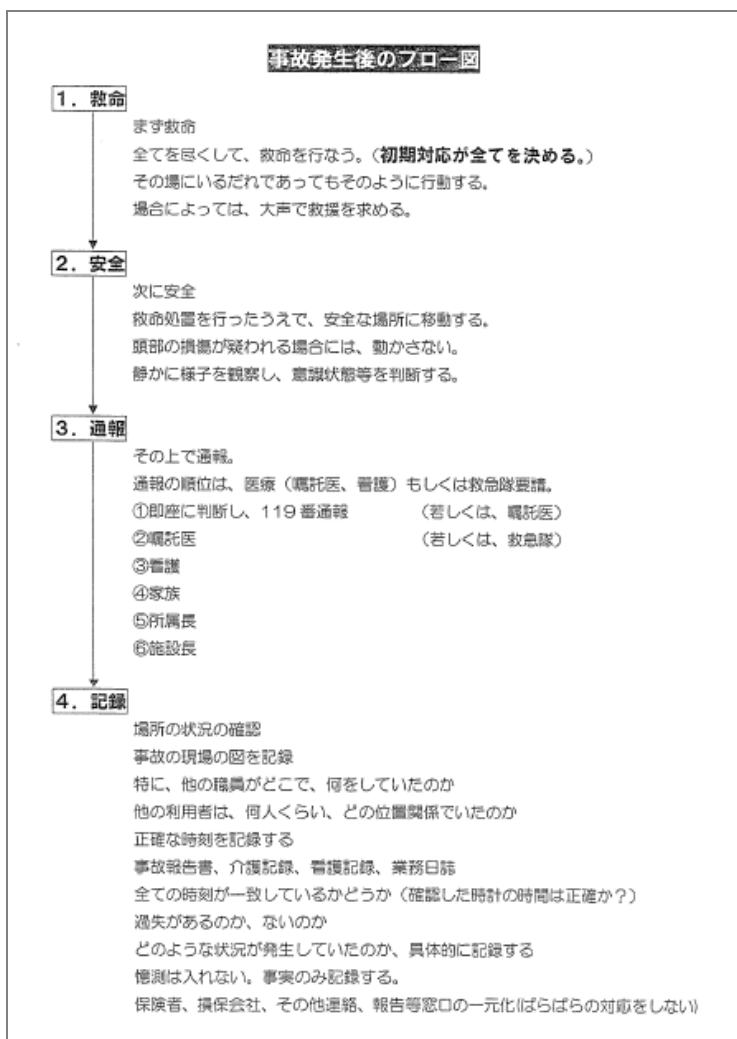 事故発生後のフロー図
1. 救命
まず救命
全てを尽くして、救命を行なう。(初期対応が全てを決める。)
その場にいるだれであってもそのように行動する。
場合によっては、大声で救援を求める。
2. 安全
次に安全
救命処置を行ったうえで、安全な場所に移動する。
頭部の損傷が疑われる場合には、動かさない。
静かに様子を観察し、意識状態等を判断する。
3. 通報
その上で通報。
通報の順位は、医療(嘱託医、看護)もしくは救急隊要請。
①即座に判断し、119番通報 (若しくは、嘱託医)
②嘱託医 (若しくは、救急隊)
③看護
④家族
⑤所属長
⑥施設長
4. 記録
場所の状況の確認
事故の現場の図を記録
特に、他の職員がどこで、何をしていたのか
他の利用者は、何人くらい、どの位置関係でいたのか
正確な時刻を記録する
事故報告書、介護記録、看護記録、業務日誌
全ての時刻が一致しているかどうか(確認した時計の時間は正確か?)
過失があるのか、ないのか
どのような状況が発生していたのか、具体的に記録する
憶測は入れない。事実のみ記録する。
保険者、損保会社、その他連絡、報告等窓口の一元化(ばらばらの対応をしない)